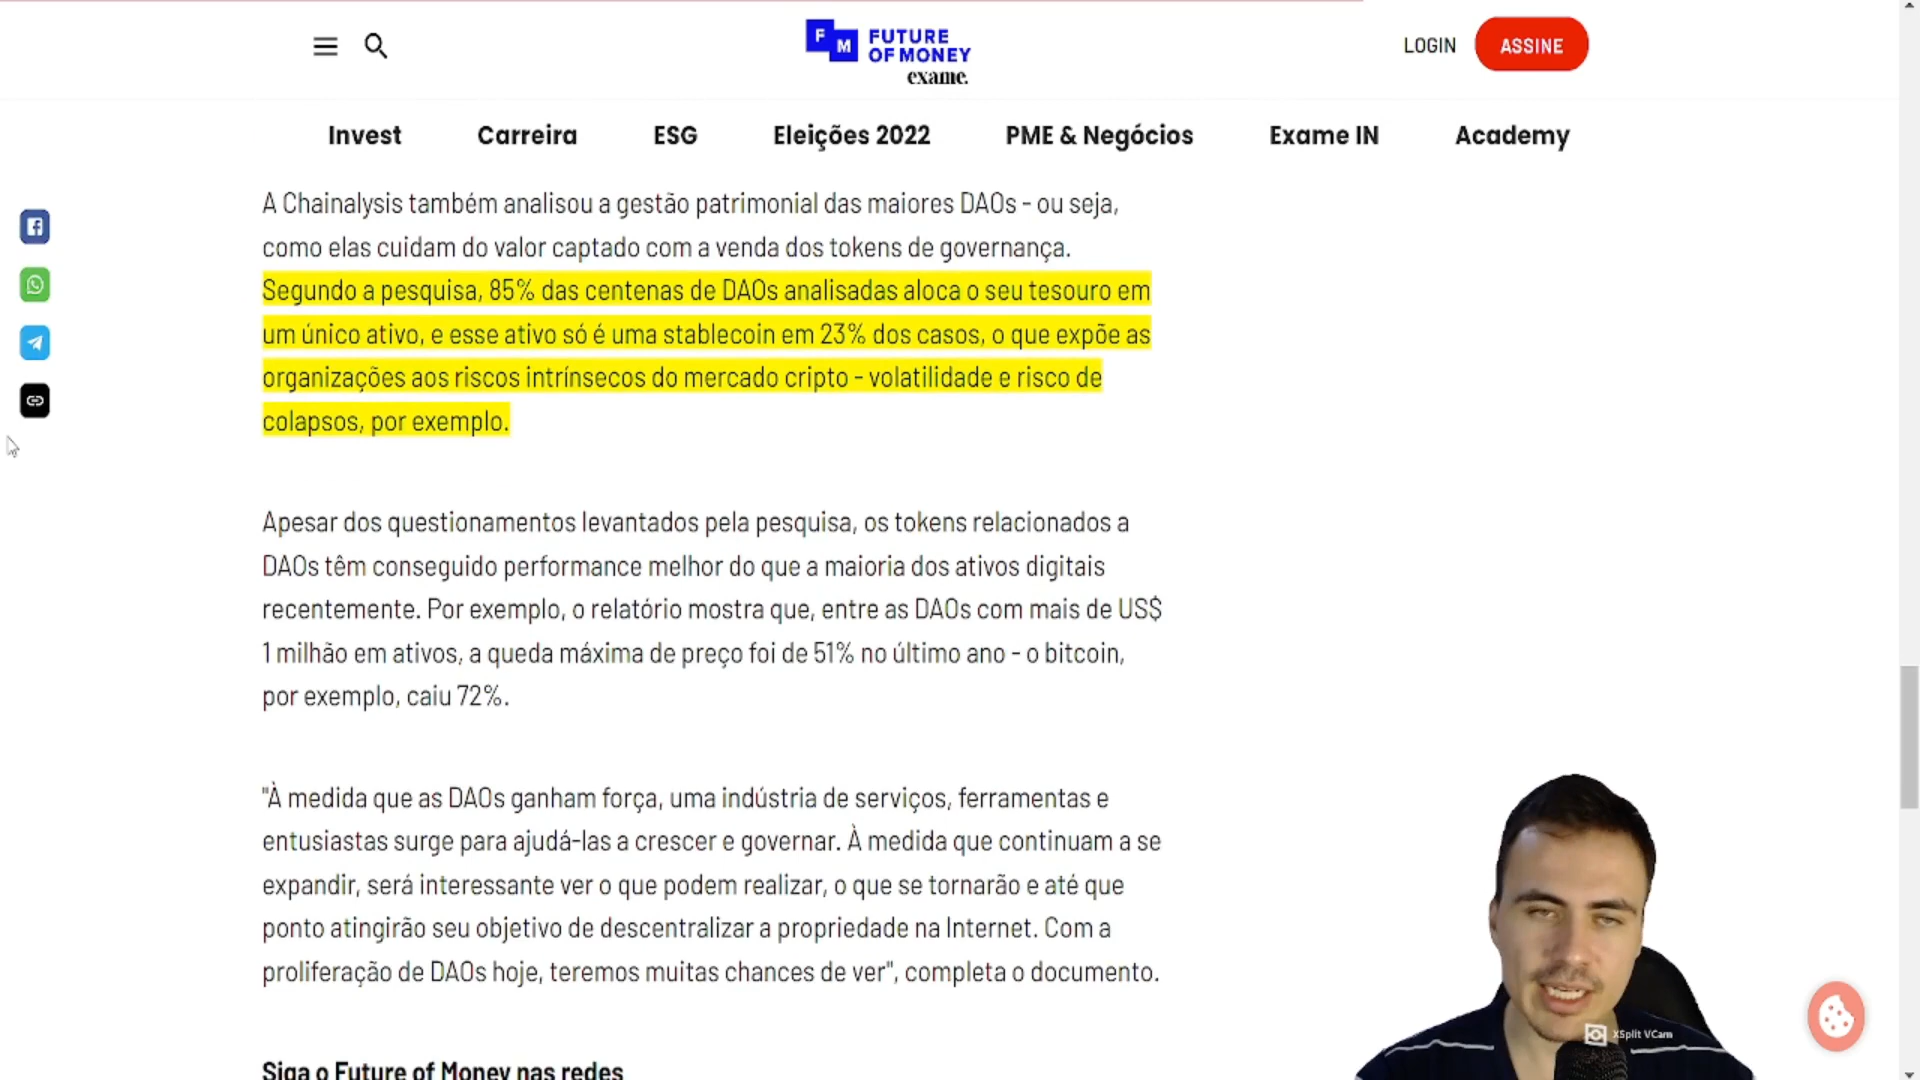 F M FUTURE
OF MONEY
exame.
LOGIN
ASSINE
Invest Carreira ESG Eleições 2022 PME & Negócios Exame IN Academy
A Chainalysis também analisou a gestão patrimonial das maiores DAOs - ou seja,
como elas cuidam do valor captado com a venda dos tokens de governança.
Segundo a pesquisa, 85% das centenas de DAOs analisadas aloca o seu tesouro em
um único ativo, e esse ativo só é uma stablecoin em 23% dos casos, o que expõe as
organizações aos riscos intrínsecos do mercado cripto - volatilidade e risco de
colapsos, por exemplo.
Apesar dos questionamentos levantados pela pesquisa, os tokens relacionados a
DAOs têm conseguido performance melhor do que a maioria dos ativos digitais
recentemente. Por exemplo, o relatório mostra que, entre as DAOs com mais de US$
1 milhão em ativos, a queda máxima de preço foi de 51% no último ano - o bitcoin,
por exemplo, caiu 72%.
"À medida que as DAOs ganham força, uma indústria de serviços, ferramentas e
entusiastas surge para ajudá-las a crescer e governar. À medida que continuam a se
expandir, será interessante ver o que podem realizar, o que se tornarão e até que
ponto atingirão seu objetivo de descentralizar a propriedade na Internet. Com a
proliferação de DAOs hoje, teremos muitas chances de ver", completa o documento.
XSplit VCam
Siga o Future of Money nas redes